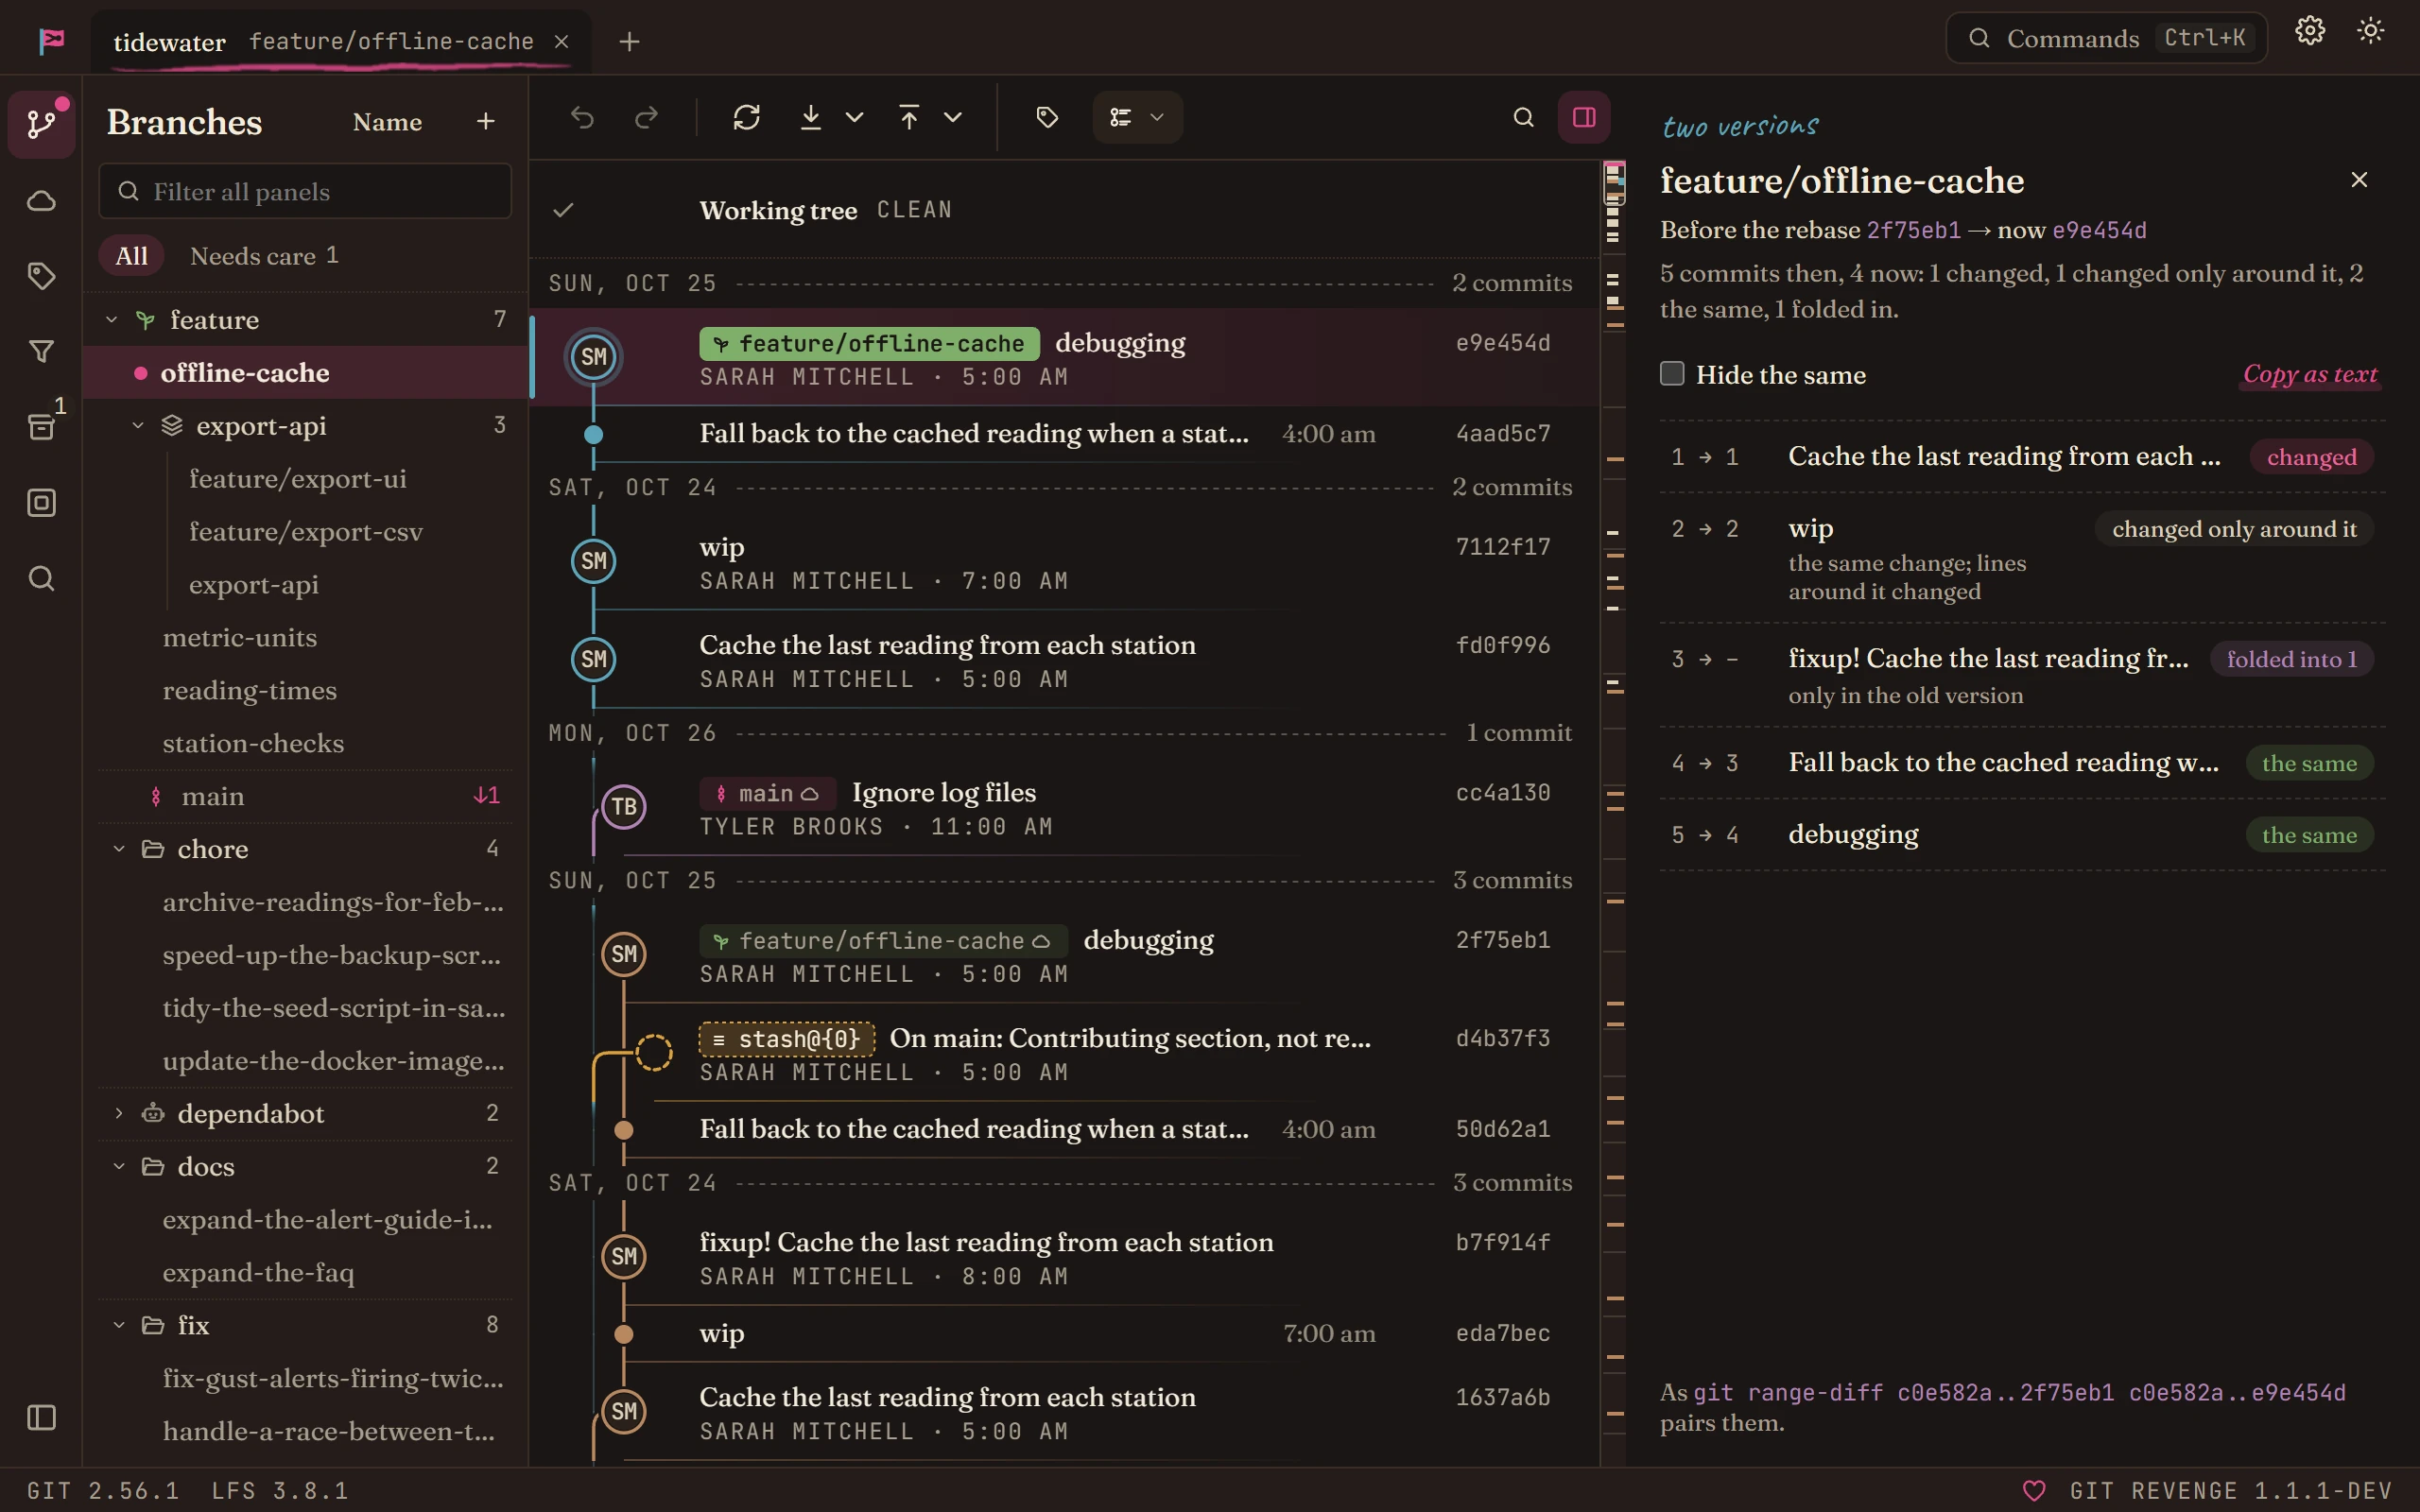 tidewater feature/offline-cache
Commands Ctrl+K
Branches Name
Filter all panels
All Needs care 1
feature 7
offline-cache
1
export-api 3
feature/export-ui
feature/export-csv
export-api
metric-units
reading-times
station-checks
main ↓1
chore 4
archive-readings-for-feb-...
speed-up-the-backup-scr...
tidy-the-seed-script-in-sa...
update-the-docker-image...
dependabot 2
docs 2
expand-the-alert-guide-i...
expand-the-faq
fix 8
fix-gust-alerts-firing-twic...
handle-a-race-between-t...
Working tree CLEAN
SUN, OCT 25 2 commits
SM feature/offline-cache debugging e9e454d
SARAH MITCHELL · 5:00 AM
Fall back to the cached reading when a stat... 4:00 am 4aad5c7
SAT, OCT 24 2 commits
SM wip 7112f17
SARAH MITCHELL · 7:00 AM
SM Cache the last reading from each station fd0f996
SARAH MITCHELL · 5:00 AM
MON, OCT 26 1 commit
TB main Ignore log files cc4a130
TYLER BROOKS · 11:00 AM
SUN, OCT 25 3 commits
SM feature/offline-cache debugging 2f75eb1
SARAH MITCHELL · 5:00 AM
stash@{0} On main: Contributing section, not re... d4b37f3
SARAH MITCHELL · 5:00 AM
Fall back to the cached reading when a stat... 4:00 am 50d62a1
SAT, OCT 24 3 commits
SM fixup! Cache the last reading from each station b7f914f
SARAH MITCHELL · 8:00 AM
wip 7:00 am eda7bec
SM Cache the last reading from each station 1637a6b
SARAH MITCHELL · 5:00 AM
two versions
feature/offline-cache
Before the rebase 2f75eb1 → now e9e454d
5 commits then, 4 now: 1 changed, 1 changed only around it, 2
the same, 1 folded in.
Hide the same Copy as text
1 → 1 Cache the last reading from each ... changed
2 → 2 wip changed only around it
the same change; lines
around it changed
3 → – fixup! Cache the last reading fr... folded into 1
only in the old version
4 → 3 Fall back to the cached reading w... the same
5 → 4 debugging the same
As git range-diff c0e582a..2f75eb1 c0e582a..e9e454d
pairs them.
GIT 2.56.1 LFS 3.8.1
GIT REVENGE 1.1.1-DEV